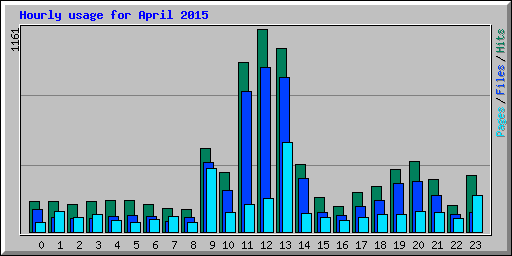 Hourly usage for April 2015
1161
Pages / Files / Hits
0 1 2 3 4 5 6 7 8 9 10 11 12 13 14 15 16 17 18 19 20 21 22 23